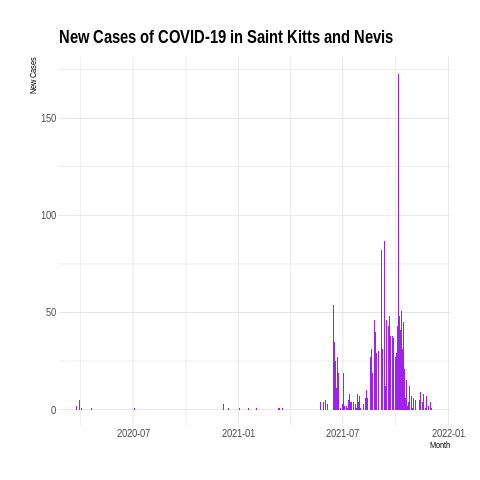 New Cases of COVID-19 in Saint Kitts and Nevis
New Cases
150
100
50
0
2020-07
2021-01
2021-07
2022-01
Month